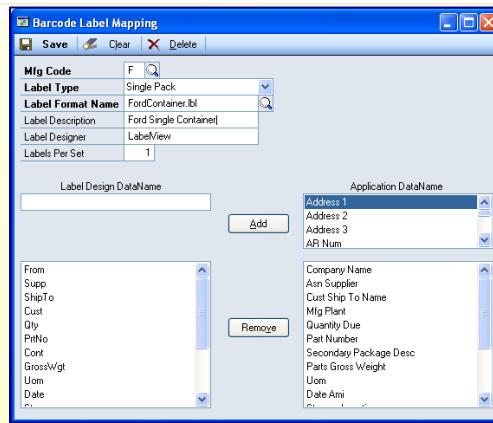 Barcode Label Mapping
Save Clear Delete
Mfg Code F
Label Type Single Pack
Label Format Name FordContainer.lbl
Label Description Ford Single Container
Label Designer LabelView
Labels Per Set 1
Label Design DataName Application DataName
Address 1
Address 2
Add
Address 3
AR Num
From Company Name
Supp Asn Supplier
ShipTo Cust Ship To Name
Cust Mfg Plant
Qty Remove Quantity Due
PrtNo Part Number
Cont Secondary Package Desc
GrossWgt Parts Gross Weight
Uom Uom
Date Date Ami